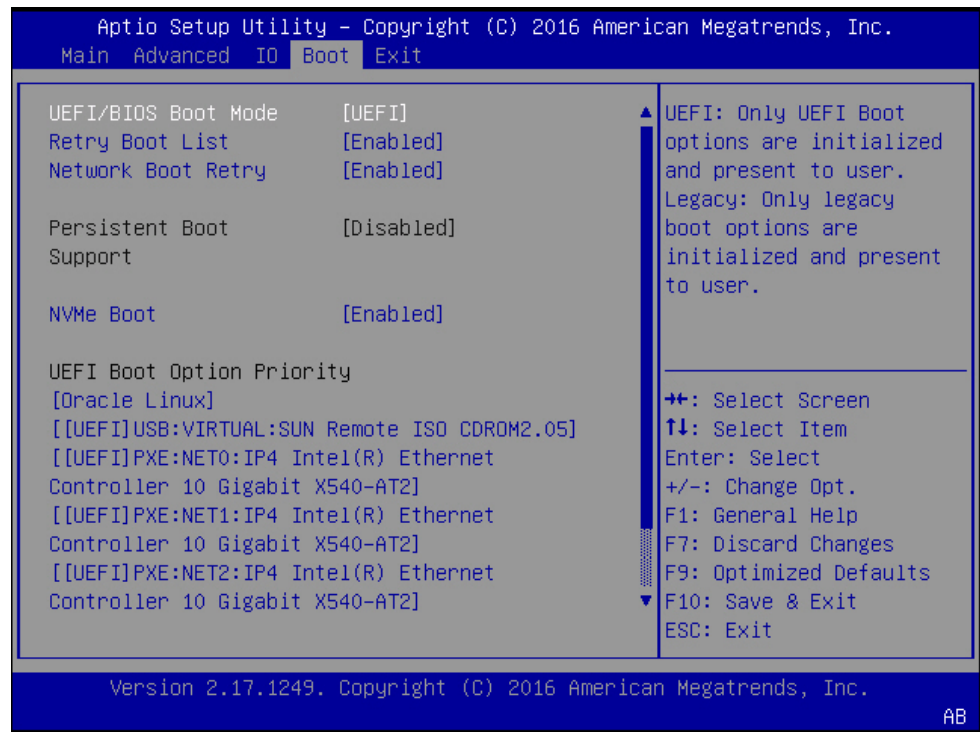 Aptio Setup Utility – Copyright (C) 2016 American Megatrends, Inc.
Main Advanced IO Boot Exit
UEFI/BIOS Boot Mode [UEFI]
Retry Boot List [Enabled]
Network Boot Retry [Enabled]
Persistent Boot [Disabled]
Support
NVMe Boot [Enabled]
UEFI Boot Option Priority
[Oracle Linux]
[[UEFI]USB:VIRTUAL:SUN Remote ISO CDROM2.05]
[[UEFI]PXE:NET0:IP4 Intel(R) Ethernet
Controller 10 Gigabit X540-AT2]
[[UEFI]PXE:NET1:IP4 Intel(R) Ethernet
Controller 10 Gigabit X540-AT2]
[[UEFI]PXE:NET2:IP4 Intel(R) Ethernet
Controller 10 Gigabit X540-AT2]
UEFI: Only UEFI Boot
options are initialized
and present to user.
Legacy: Only legacy
boot options are
initialized and present
to user.
→←: Select Screen
↑↓: Select Item
Enter: Select
+/-: Change Opt.
F1: General Help
F7: Discard Changes
F9: Optimized Defaults
F10: Save & Exit
ESC: Exit
Version 2.17.1249. Copyright (C) 2016 American Megatrends, Inc.
AB